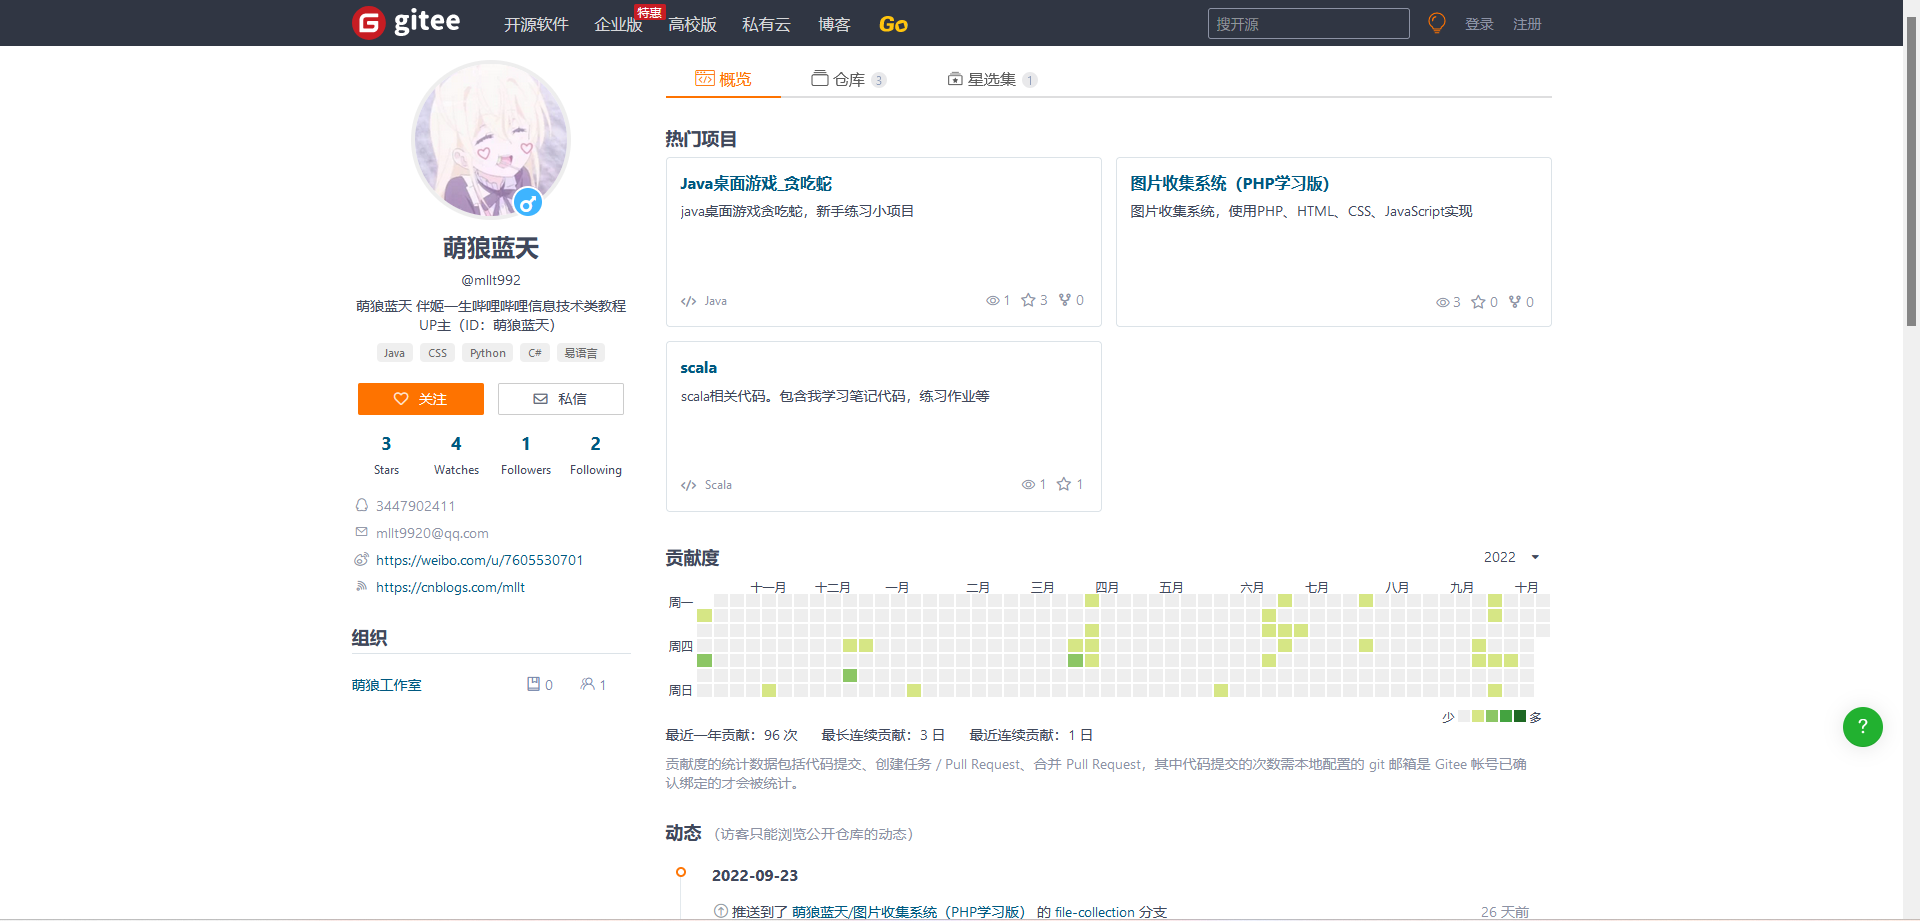 gitee 开源软件 企业版 特惠 高校版 私有云 博客 Go 搜开源 登录 注册
概览 仓库 3 星选集 1
萌狼蓝天
@mllt992
萌狼蓝天 伴姬一生哔哩哔哩信息技术类教程
UP主（ID：萌狼蓝天）
Java CSS Python C# 易语言
关注 私信
3 4 1 2
Stars Watches Followers Following
3447902411
mllt9920@qq.com
https://weibo.com/u/7605530701
https://cnblogs.com/mllt
组织
萌狼工作室 0 1
热门项目
Java桌面游戏_贪吃蛇
java桌面游戏贪吃蛇，新手练习小项目
Java 1 3 0
图片收集系统（PHP学习版）
图片收集系统，使用PHP、HTML、CSS、JavaScript实现
3 0 0
scala
scala相关代码。包含我学习笔记代码，练习作业等
Scala 1 1
贡献度 2022
十一月 十二月 一月 二月 三月 四月 五月 六月 七月 八月 九月 十月
周一
周四
周日
少 多
最近一年贡献：96 次 最长连续贡献：3 日 最近连续贡献：1 日
贡献度的统计数据包括代码提交、创建任务 / Pull Request、合并 Pull Request，其中代码提交的次数需本地配置的 git 邮箱是 Gitee 帐号已确
认绑定的才会被统计。
动态 （访客只能浏览公开仓库的动态）
2022-09-23
推送到了 萌狼蓝天/图片收集系统（PHP学习版） 的 file-collection 分支 26 天前
?